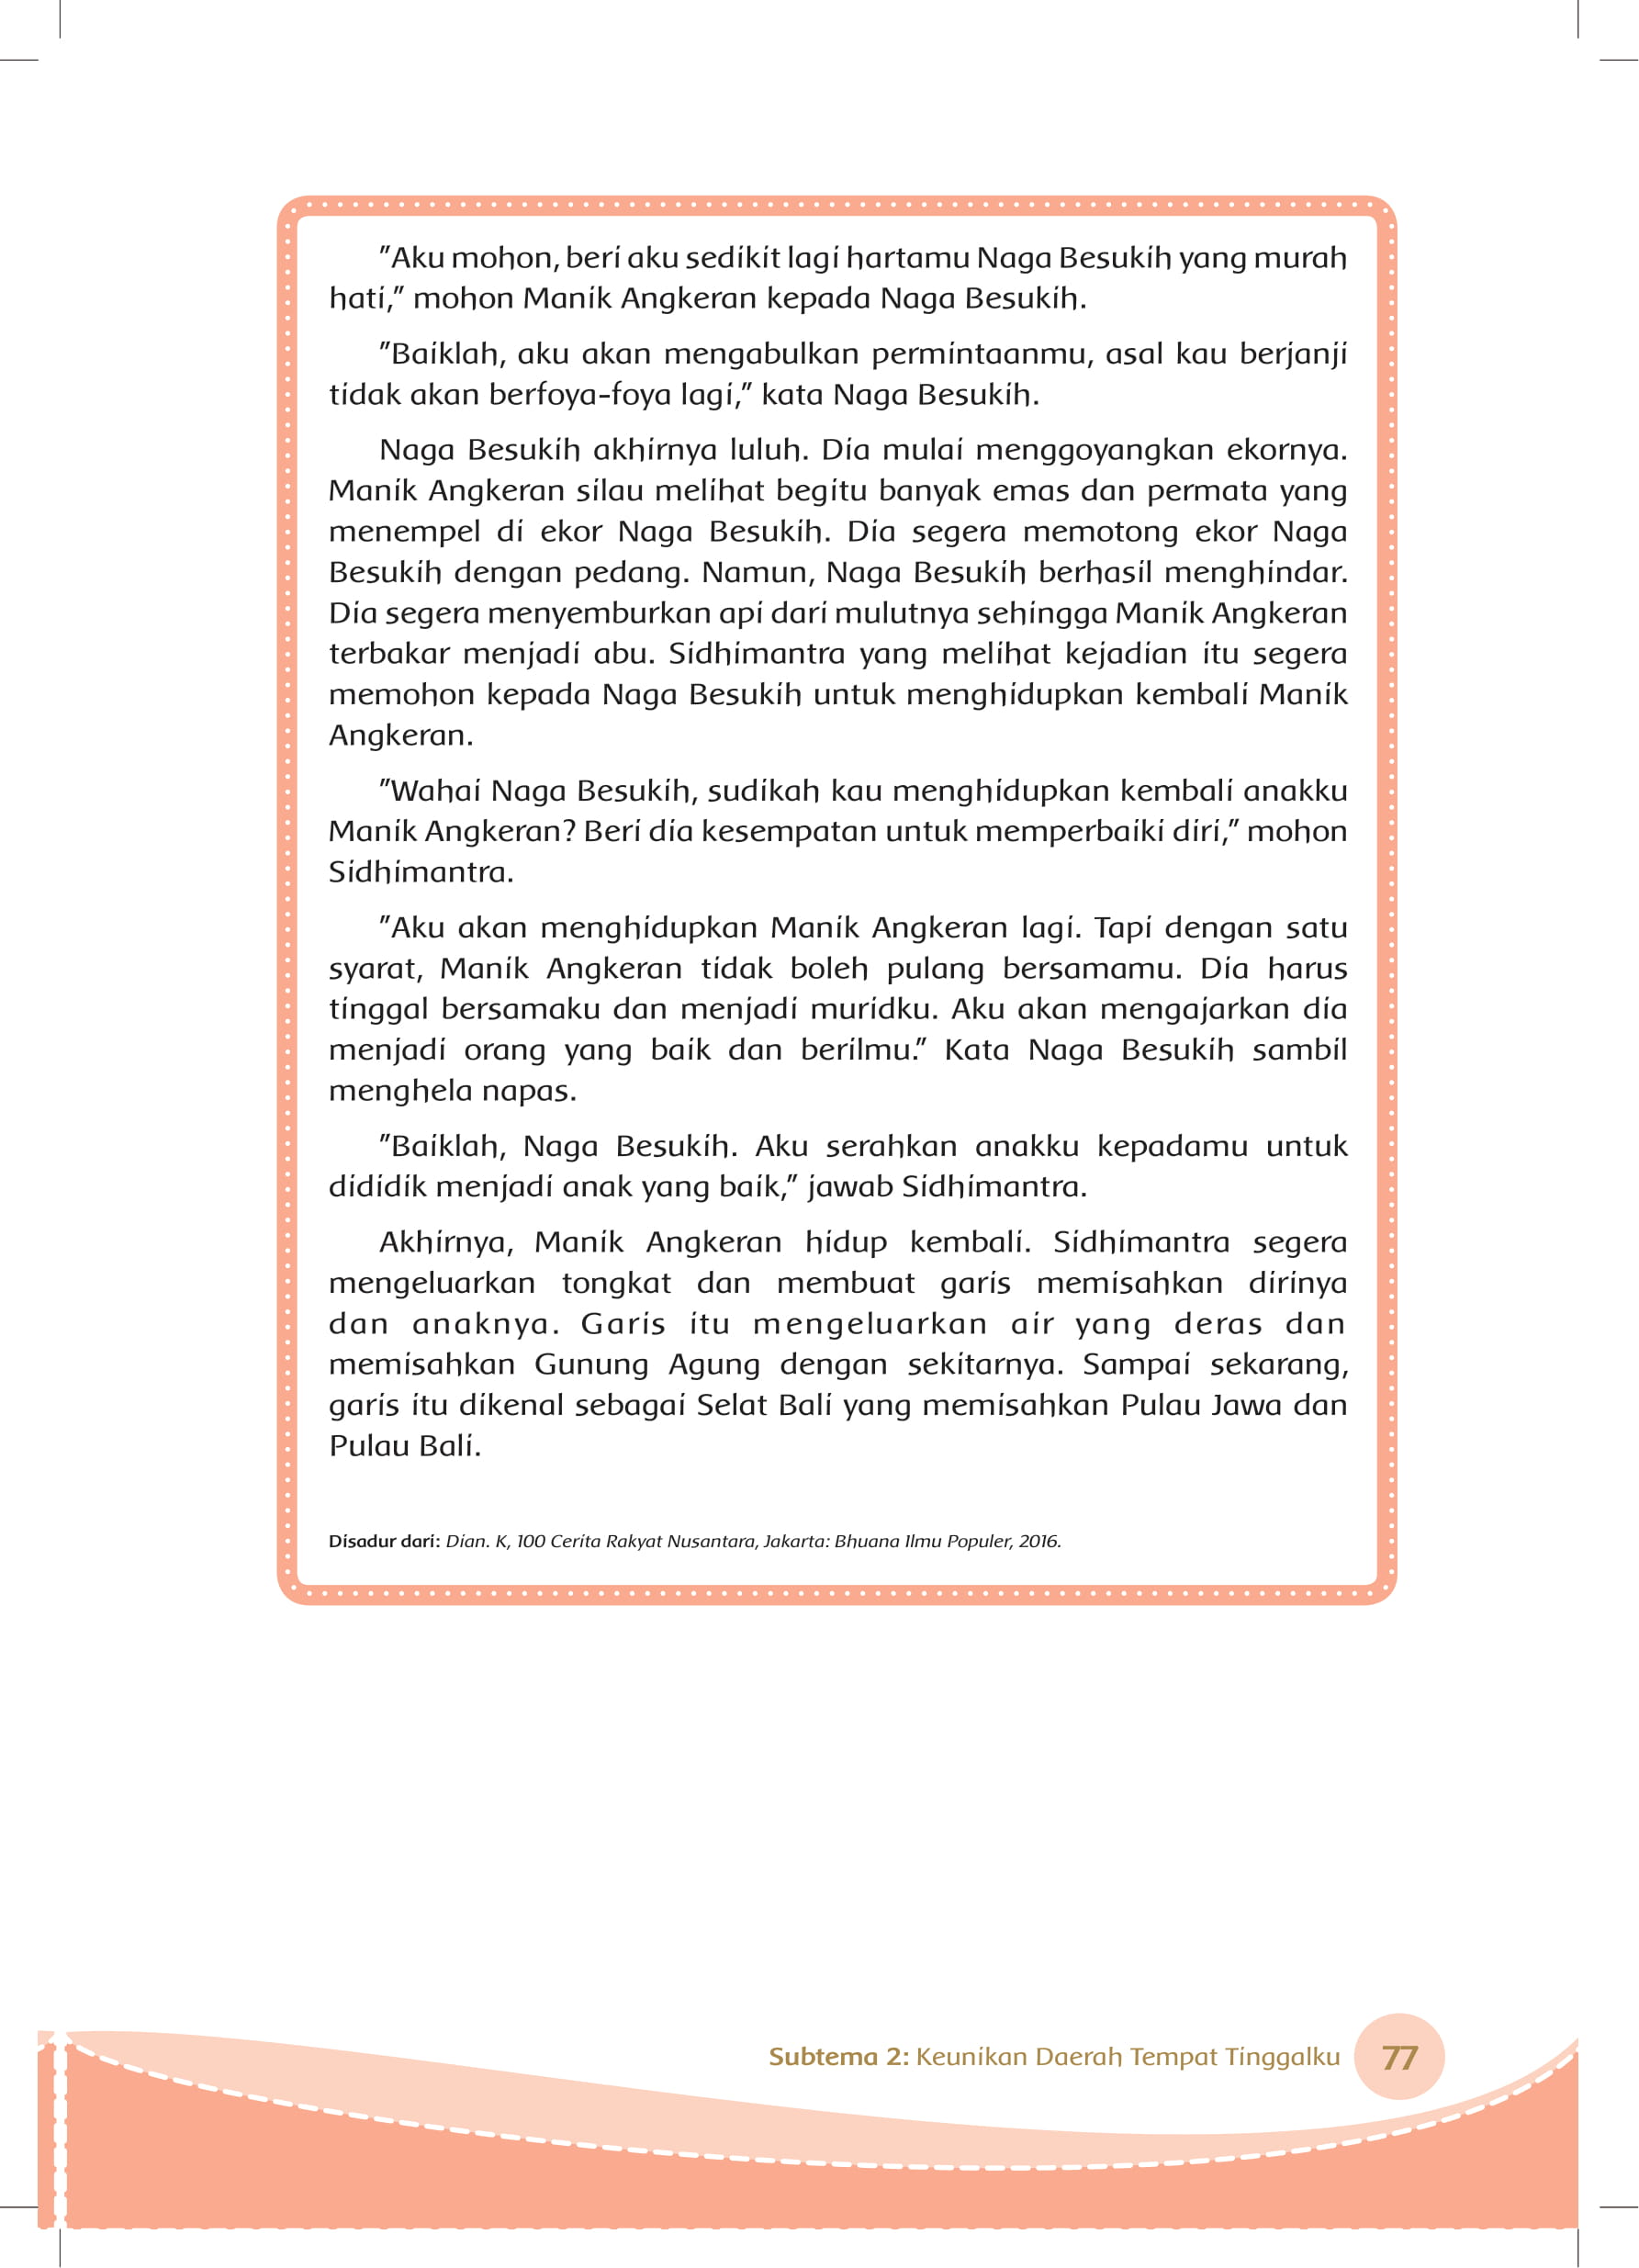 "Aku mohon, beri aku sedikit lagi hartamu Naga Besukih yang murah
hati," mohon Manik Angkeran kepada Naga Besukih.
"Baiklah, aku akan mengabulkan permintaanmu, asal kau berjanji
tidak akan berfoya-foya lagi," kata Naga Besukih.
Naga Besukih akhirnya luluh. Dia mulai menggoyangkan ekornya.
Manik Angkeran silau melihat begitu banyak emas dan permata yang
menempel di ekor Naga Besukih. Dia segera memotong ekor Naga
Besukih dengan pedang. Namun, Naga Besukih berhasil menghindar.
Dia segera menyemburkan api dari mulutnya sehingga Manik Angkeran
terbakar menjadi abu. Sidhimantra yang melihat kejadian itu segera
memohon kepada Naga Besukih untuk menghidupkan kembali Manik
Angkeran.
"Wahai Naga Besukih, sudikah kau menghidupkan kembali anakku
Manik Angkeran? Beri dia kesempatan untuk memperbaiki diri," mohon
Sidhimantra.
"Aku akan menghidupkan Manik Angkeran lagi. Tapi dengan satu
syarat, Manik Angkeran tidak boleh pulang bersamamu. Dia harus
tinggal bersamaku dan menjadi muridku. Aku akan mengajarkan dia
menjadi orang yang baik dan berilmu." Kata Naga Besukih sambil
menghela napas.
"Baiklah, Naga Besukih. Aku serahkan anakku kepadamu untuk
dididik menjadi anak yang baik," jawab Sidhimantra.
Akhirnya, Manik Angkeran hidup kembali. Sidhimantra segera
mengeluarkan tongkat dan membuat garis memisahkan dirinya
dan anaknya. Garis itu mengeluarkan air yang deras dan
memisahkan Gunung Agung dengan sekitarnya. Sampai sekarang,
garis itu dikenal sebagai Selat Bali yang memisahkan Pulau Jawa dan
Pulau Bali.
Disadur dari: Dian. K, 100 Cerita Rakyat Nusantara, Jakarta: Bhuana Ilmu Populer, 2016.
Subtema 2: Keunikan Daerah Tempat Tinggalku 77